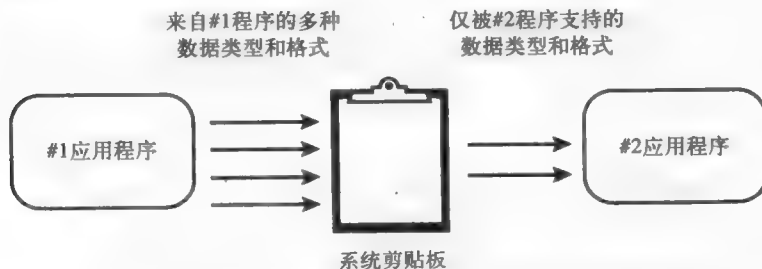 来自#1程序的多种
数据类型和格式
仅被#2程序支持的
数据类型和格式
#1应用程序
#2应用程序
系统剪贴板